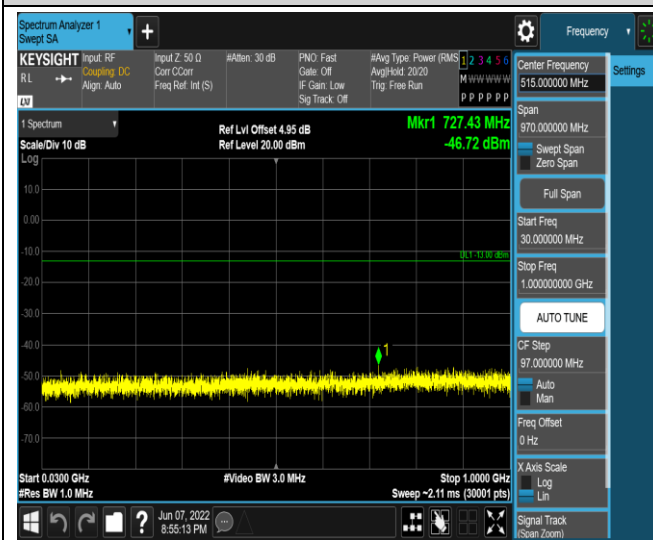 Spectrum Analyzer 1
Swept SA
+
Frequency
KEYSIGHT
RL
LXI
Input: RF
Coupling: DC
Align: Auto
Input Z: 50 Ω
Corr CCorr
Freq Ref: Int (S)
#Atten: 30 dB
PNO: Fast
Gate: Off
IF Gain: Low
Sig Track: Off
#Avg Type: Power (RMS
Avg|Hold: 20/20
Trig: Free Run
1 2 3 4 5 6
M W W W W W
P P P P P P
1 Spectrum
Scale/Div 10 dB
Log
Ref Lvl Offset 4.95 dB
Ref Level 20.00 dBm
Mkr1 727.43 MHz
-46.72 dBm
10.0
0.00
-10.0
DL1 -13.00 dBm
-20.0
-30.0
-40.0
1
-50.0
-60.0
-70.0
Start 0.0300 GHz
#Res BW 1.0 MHz
#Video BW 3.0 MHz
Stop 1.0000 GHz
Sweep ~2.11 ms (30001 pts)
?
Jun 07, 2022
8:55:13 PM
Settings
Center Frequency
515.000000 MHz
Span
970.000000 MHz
Swept Span
Zero Span
Full Span
Start Freq
30.000000 MHz
Stop Freq
1.000000000 GHz
AUTO TUNE
CF Step
97.000000 MHz
Auto
Man
Freq Offset
0 Hz
X Axis Scale
Log
Lin
Signal Track
(Span Zoom)